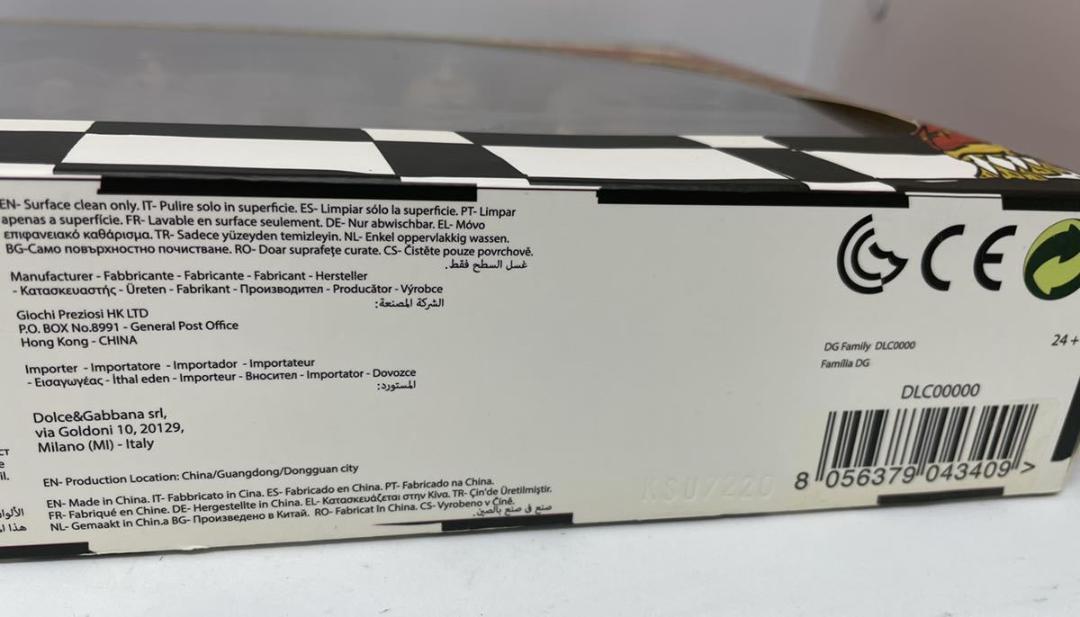 EN- Surface clean only. IT- Pulire solo in superficie. ES- Limpiar sólo la superficie. PT- Limpar
apenas a superfície. FR- Lavable en surface seulement. DE- Nur abwischbar. EL- Μόνο
επιφανειακό καθάρισμα. TR- Sadece yüzeyden temizleyin. NL- Enkel oppervlakkig wassen.
BG-Само повърхностно почистване. RO- Doar suprafețe curate. CS- Čistěte pouze povrchově.
غسل السطح فقط.
Manufacturer - Fabbricante - Fabricante - Fabricant - Hersteller
- Κατασκευαστής - Üreten - Fabrikant - Производител - Producător - Výrobce
الشركة المصنعة:
Giochi Preziosi HK LTD
P.O. BOX No.8991 - General Post Office
Hong Kong - CHINA
Importer - Importatore - Importador - Importateur
- Εισαγωγέας - İthal eden - Importeur - Вносител - Importator - Dovozce
المستورد:
Dolce&Gabbana srl,
via Goldoni 10, 20129,
Milano (MI) - Italy
EN- Production Location: China/Guangdong/Dongguan city
EN- Made in China. IT- Fabbricato in Cina. ES- Fabricado en China. PT- Fabricado na China.
FR- Fabriqué en Chine. DE- Hergestellte in China. EL- Κατασκευάζεται στην Κίνα. TR- Çin'de Üretilmiştir.
NL- Gemaakt in Chin.a BG- Произведено в Китай. RO- Fabricat în China. CS- Vyrobeno v Číně.
صنع في صنع بالصين.
CE
24 +
DG Family DLC0000
Família DG
DLC00000
8 056379 043409 >